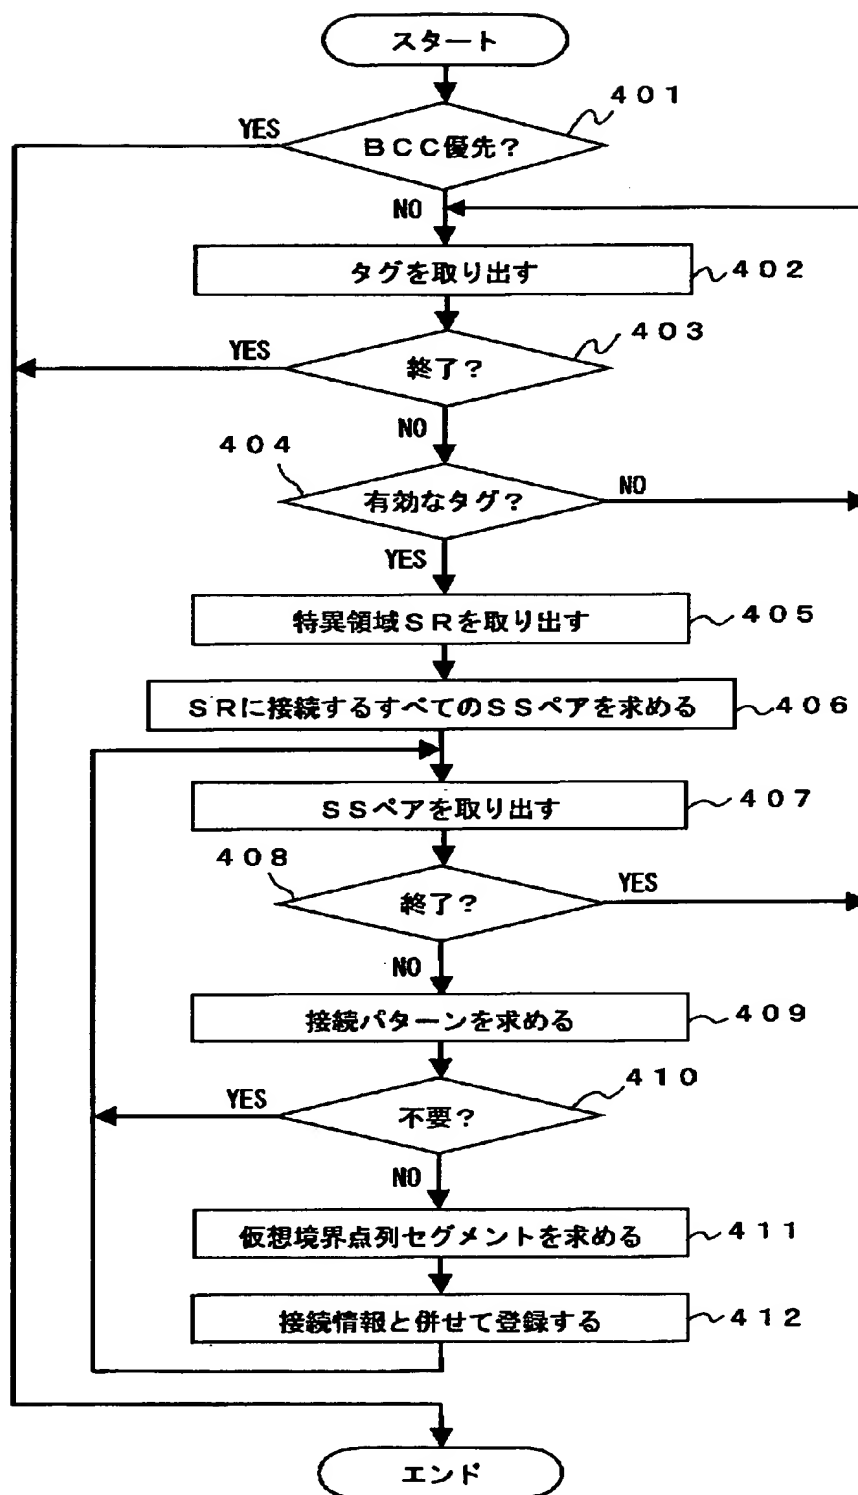 スタート
401
YES
BCC優先?
NO
タグを取り出す
402
403
YES
終了?
NO
404
有効なタグ?
NO
YES
特異領域SRを取り出す
405
SRに接続するすべてのSSペアを求める
406
SSペアを取り出す
407
408
終了?
YES
NO
接続パターンを求める
409
410
YES
不要?
NO
仮想境界点列セグメントを求める
411
接続情報と併せて登録する
412
エンド